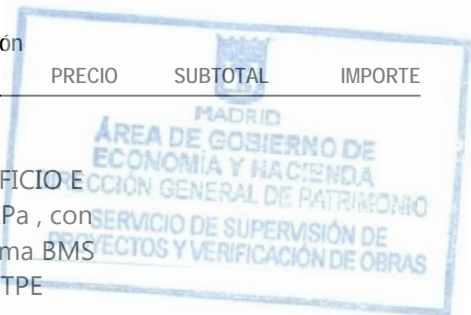 ón
PRECIO SUBTOTAL IMPORTE
MADRID
ÁREA DE GOBIERNO DE
ECONOMÍA Y HACIENDA
DIRECCIÓN GENERAL DE PATRIMONIO
SERVICIO DE SUPERVISIÓN DE
PROYECTOS Y VERIFICACIÓN DE OBRAS
FICIO E
Pa , con
ma BMS
TPE